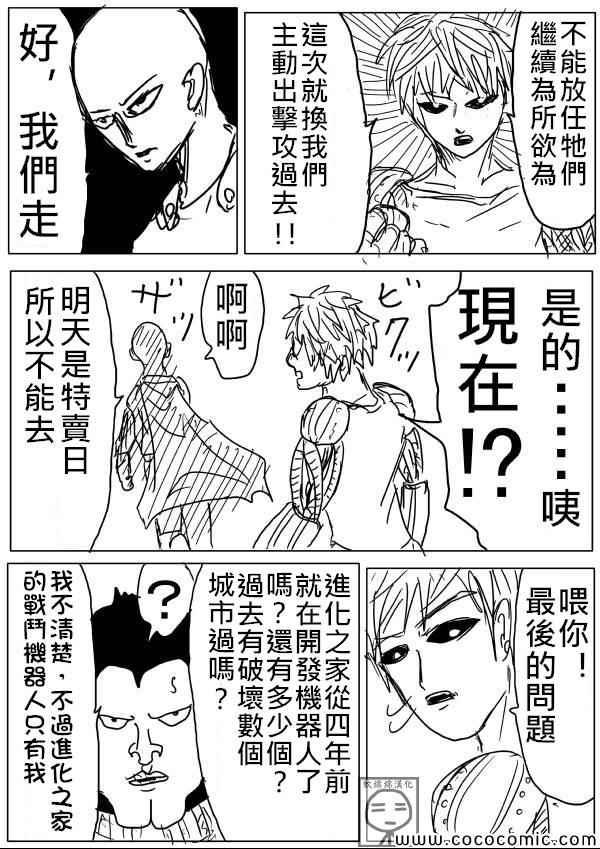 不能放任牠們
繼續為所欲為
這次就換我們
主動出擊攻過去!!
好，我們走
是的……咦
現在!?
ビクッ
啊啊
ザッ
明天是特賣日
所以不能去
喂你！
最後的問題
進化之家從四年前
就在開發機器人了
嗎？還有多少個？
過去有破壞數個
城市過嗎？
？
我不清楚，不過進化之家
的戰鬥機器人只有我
www.cococomic.com